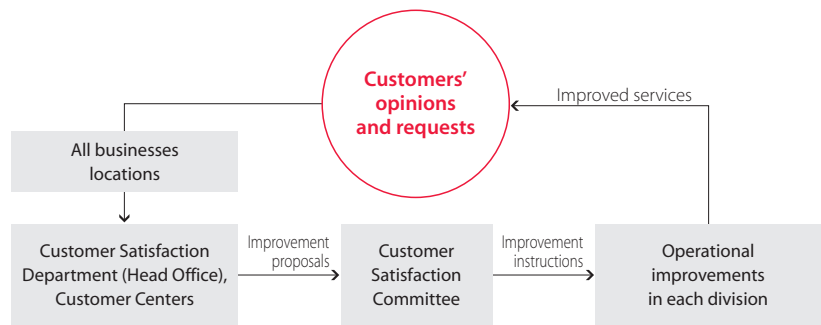 Customers’
opinions
and requests
Improved services
All businesses
locations
Customer Satisfaction
Department (Head Office),
Customer Centers
Improvement
proposals
Customer
Satisfaction
Committee
Improvement
instructions
Operational
improvements
in each division